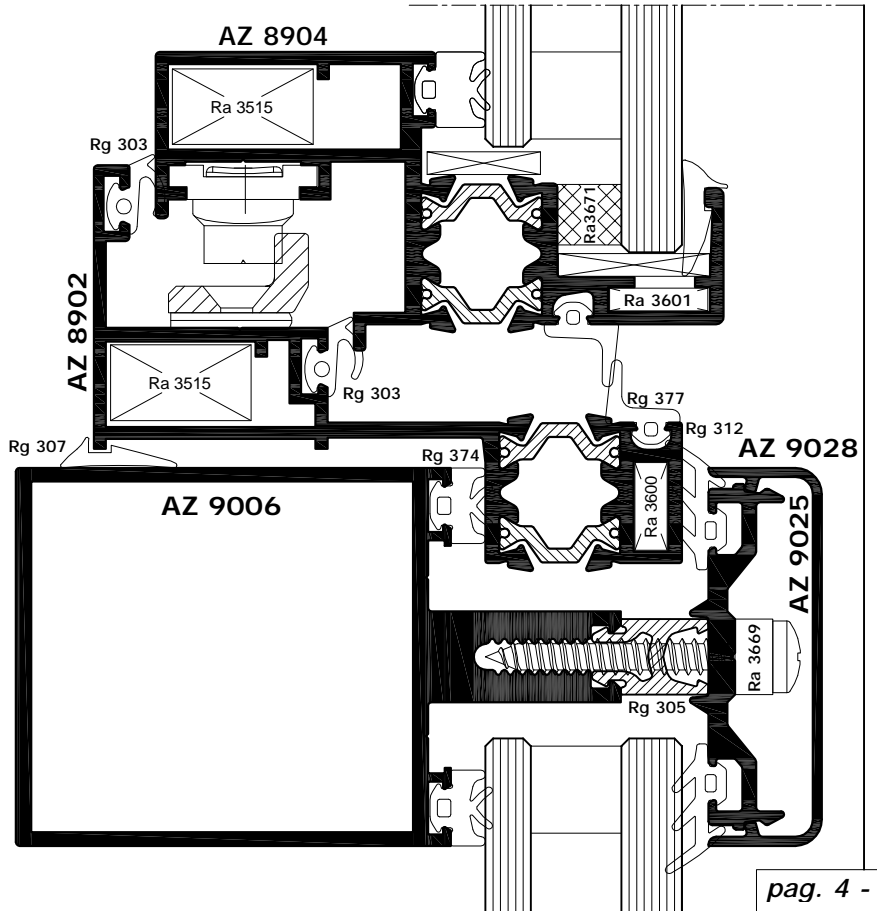 AZ 8904
Ra 3515
Rg 303
Ra3671
AZ 8902
Ra 3601
Ra 3515
Rg 303
Rg 377
Rg 307
Rg 374
Rg 312
AZ 9028
AZ 9006
Ra 3600
AZ 9025
Ra 3669
Rg 305
pag. 4 -